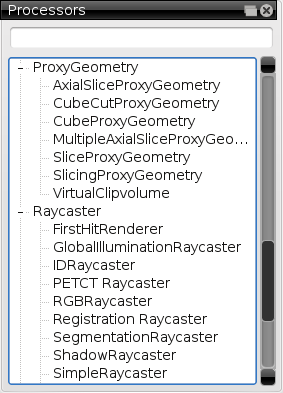 Processors
ProxyGeometry
AxialSliceProxyGeometry
CubeCutProxyGeometry
CubeProxyGeometry
MultipleAxialSliceProxyGeo...
SliceProxyGeometry
SlicingProxyGeometry
VirtualClipvolume
Raycaster
FirstHitRenderer
GlobalIlluminationRaycaster
IDRaycaster
PETCT Raycaster
RGBRaycaster
Registration Raycaster
SegmentationRaycaster
ShadowRaycaster
SimpleRaycaster